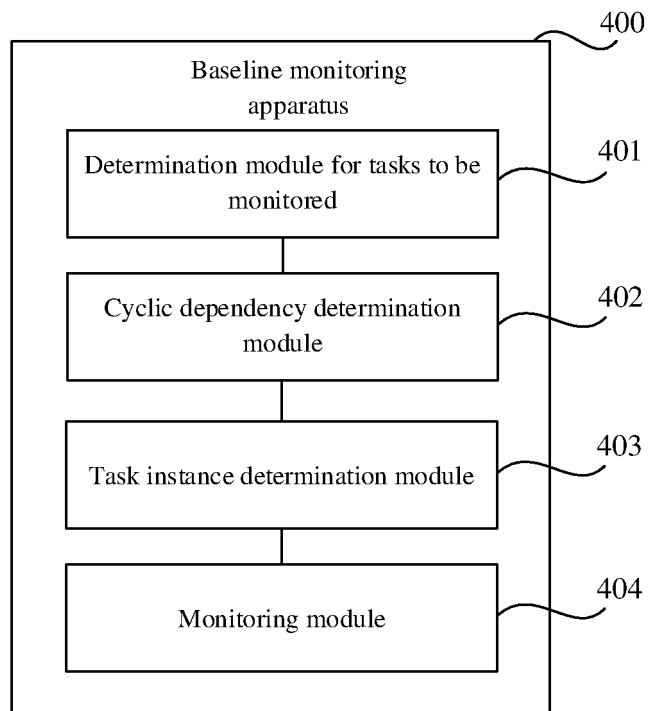 400
Baseline monitoring
apparatus
Determination module for tasks to be
monitored
401
Cyclic dependency determination
module
402
Task instance determination module
403
Monitoring module
404